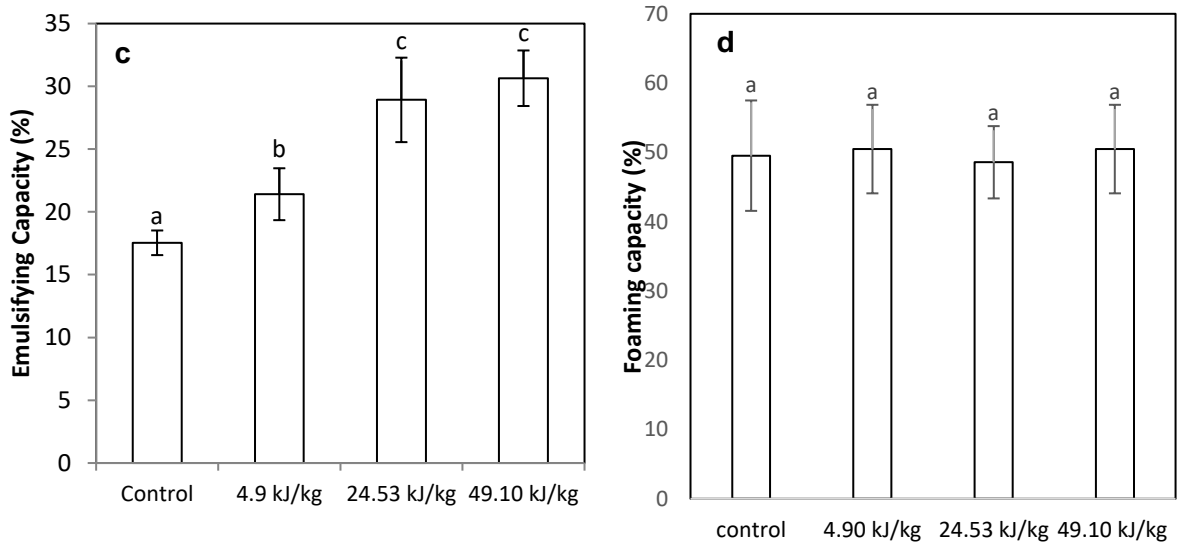 c
Emulsifying Capacity (%)
35
30
25
20
15
10
5
0
a
b
c
c
Control
4.9 kJ/kg
24.53 kJ/kg
49.10 kJ/kg
d
Foaming capacity (%)
70
60
50
40
30
20
10
0
a
a
a
a
control
4.90 kJ/kg
24.53 kJ/kg
49.10 kJ/kg